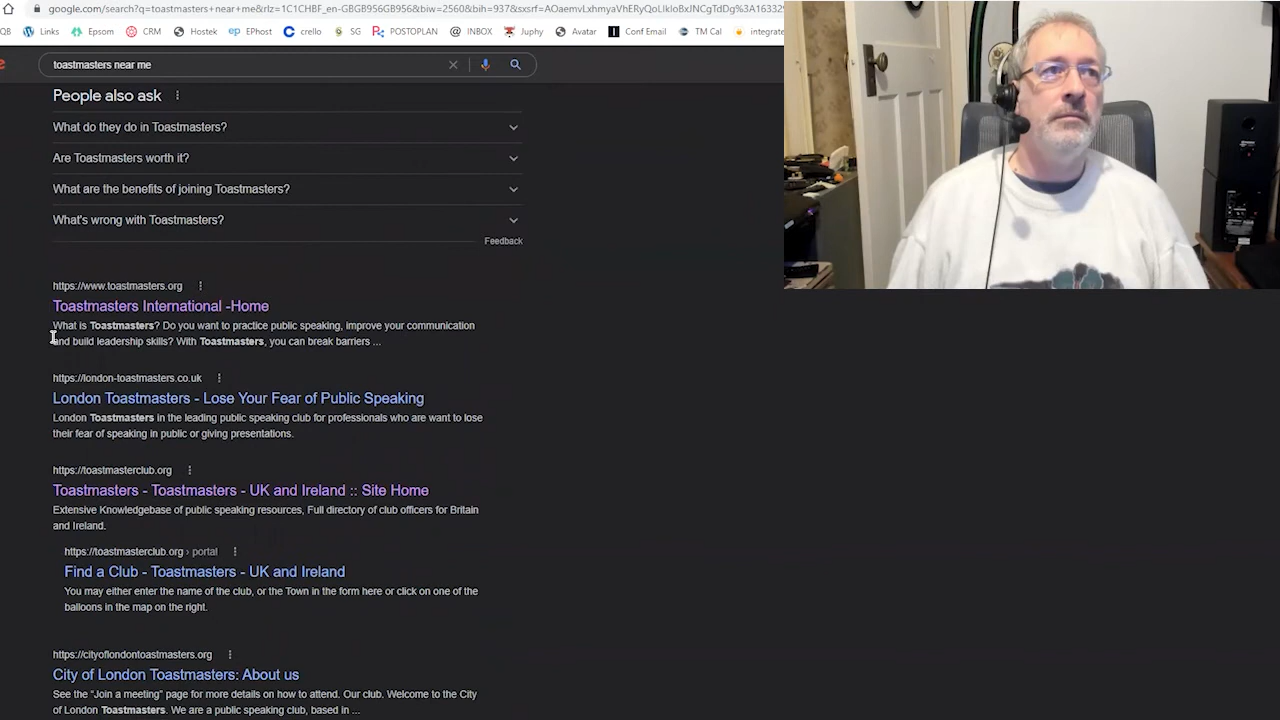 google.com/search?q=toastmasters+near+me&rlz=1C1CHBF_en-GBGB956GB956&biw=2560&bih=937&sxsrf=
QB Links Epsom CRM Hostek EPhost crello SG POSTOPLAN INBOX Juphy Avatar Conf Email TM Cal integrate
toastmasters near me
People also ask
What do they do in Toastmasters?
Are Toastmasters worth it?
What are the benefits of joining Toastmasters?
What's wrong with Toastmasters?
Feedback
https://www.toastmasters.org
Toastmasters International -Home
What is Toastmasters? Do you want to practice public speaking, improve your communication
and build leadership skills? With Toastmasters, you can break barriers ...
https://london-toastmasters.co.uk
London Toastmasters - Lose Your Fear of Public Speaking
London Toastmasters in the leading public speaking club for professionals who are want to lose
their fear of speaking in public or giving presentations.
https://toastmasterclub.org
Toastmasters - Toastmasters - UK and Ireland :: Site Home
Extensive Knowledgebase of public speaking resources, Full directory of club officers for Britain
and Ireland.
https://toastmasterclub.org › portal
Find a Club - Toastmasters - UK and Ireland
You may either enter the name of the club, or the Town in the form here or click on one of the
balloons in the map on the right.
https://cityoflondontoastmasters.org
City of London Toastmasters: About us
See the "Join a meeting" page for more details on how to attend. Our club. Welcome to the City
of London Toastmasters. We are a public speaking club, based in ...